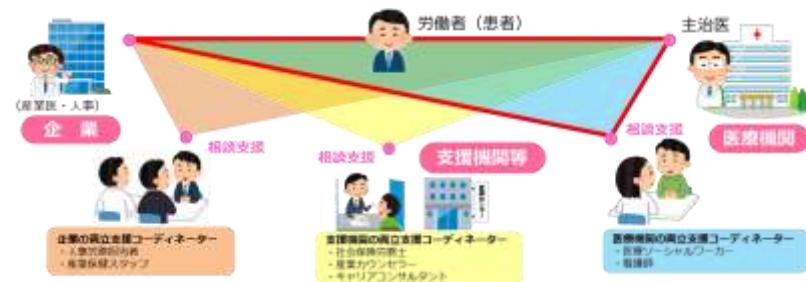 労働者（患者）
主治医
（産業医・人事）
企 業
医療機関
相談支援
相談支援
相談支援
支援機関等
企業の両立支援コーディネーター
・人事労務担当者
・産業保健スタッフ
支援機関の両立支援コーディネーター
・社会保険労務士
・産業カウンセラー
・キャリアコンサルタント
医療機関の両立支援コーディネーター
・医療ソーシャルワーカー
・看護師